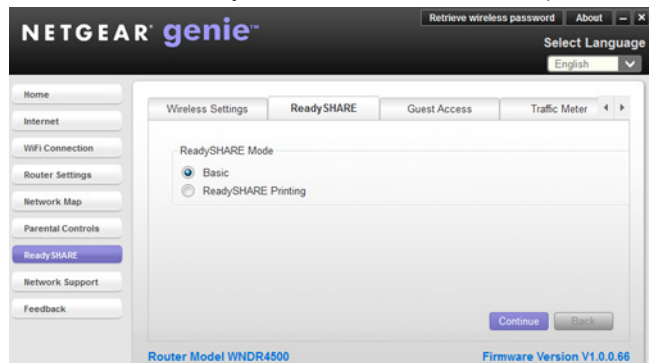 Retrieve wireless password About
NETGEAR® genie™
Select Language
English
Home
Internet
WiFi Connection
Router Settings
Network Map
Parental Controls
ReadySHARE
Network Support
Feedback
Wireless Settings ReadySHARE Guest Access Traffic Meter
ReadySHARE Mode
Basic
ReadySHARE Printing
Continue Back
Router Model WNDR4500 Firmware Version V1.0.0.66